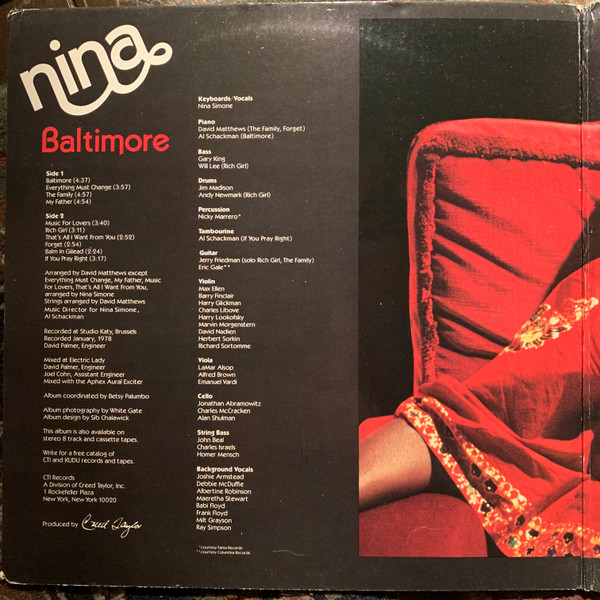 nina
Baltimore
Side 1
Baltimore (4:37)
Everything Must Change (3:57)
The Family (4:57)
My Father (4:54)
Side 2
Music For Lovers (3:40)
Rich Girl (3:11)
That's All I Want From You (2:52)
Forget (2:54)
Balm In Gilead (2:24)
If You Pray Right (3:17)
Arranged by David Matthews except
Everything Must Change, My Father, Music
For Lovers, That's All I Want From You,
arranged by Nina Simone
Strings arranged by David Matthews
Music Director for Nina Simone,
Al Schackman
Recorded at Studio Katy, Brussels
Recorded January, 1978
David Palmer, Engineer
Mixed at Electric Lady
David Palmer, Engineer
Joel Cohn, Assistant Engineer
Mixed with the Aphex Aural Exciter
Album coordinated by Betsy Palumbo
Album photography by White Gate
Album design by Sib Chalawick
This album is also available on
stereo 8 track and cassette tapes.
Write for a free catalog of
CTI and KUDU records and tapes.
CTI Records
A Division of Creed Taylor, Inc.
1 Rockefeller Plaza
New York, New York 10020
Produced by Creed Taylor
Keyboards/Vocals
Nina Simone
Piano
David Matthews (The Family, Forget)
Al Schackman (Baltimore)
Bass
Gary King
Will Lee (Rich Girl)
Drums
Jim Madison
Andy Newmark (Rich Girl)
Percussion
Nicky Marrero*
Tambourine
Al Schackman (If You Pray Right)
Guitar
Jerry Friedman (solo Rich Girl, The Family)
Eric Gale**
Violin
Max Ellen
Barry Finclair
Harry Glickman
Charles Libove
Harry Lookofsky
Marvin Morgenstern
David Nadien
Herbert Sorkin
Richard Sortomme
Viola
LaMar Alsop
Alfred Brown
Emanuel Vardi
Cello
Jonathan Abramowitz
Charles McCracken
Alan Shulman
String Bass
John Beal
Charles Israels
Homer Mensch
Background Vocals
Joshie Armstead
Debbie McDuffie
Albertine Robinson
Maeretha Stewart
Babi Floyd
Frank Floyd
Milt Grayson
Ray Simpson
*courtesy Fania Records
**courtesy Columbia Records